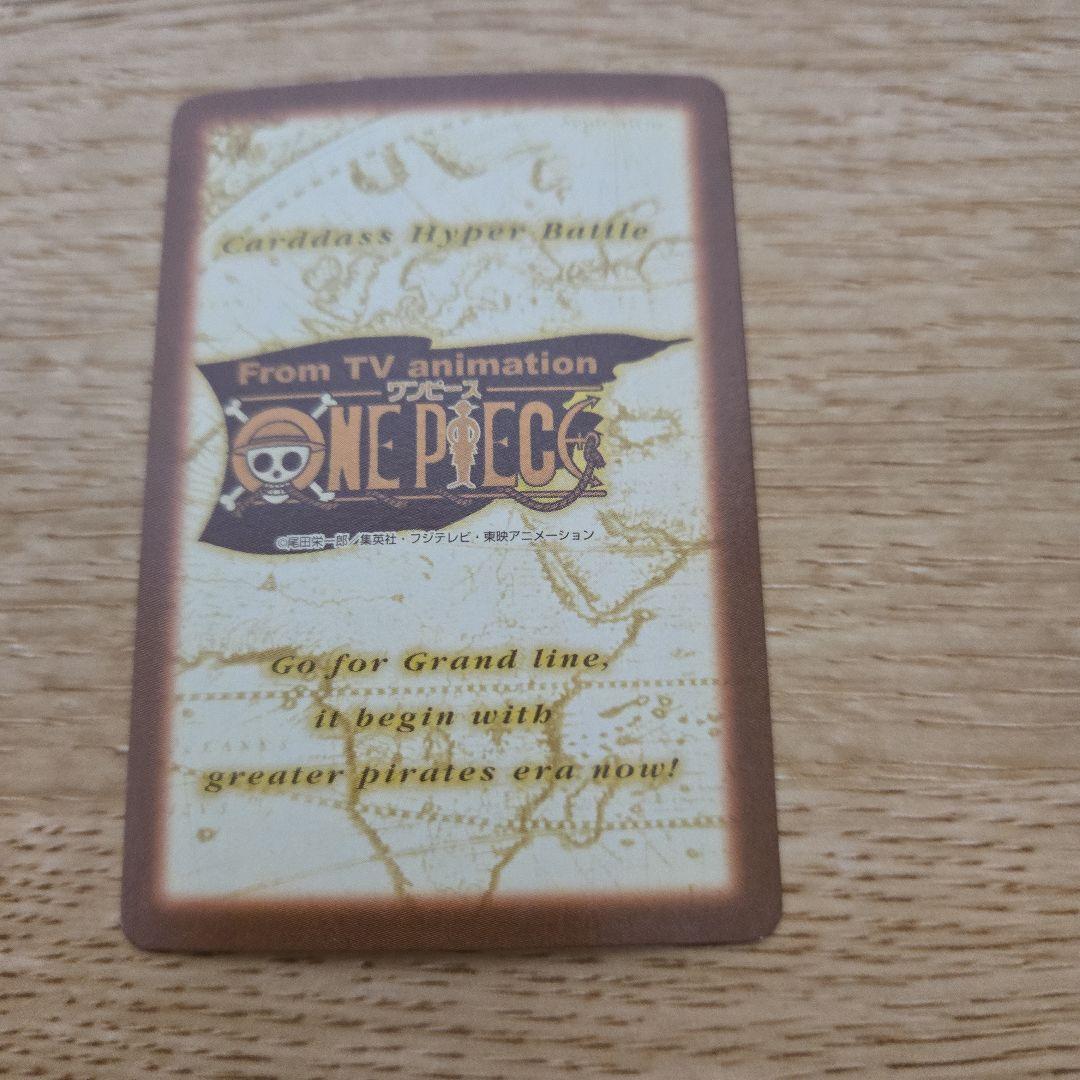 Carddass Hyper Battle
From TV animation
ワンピース
ONE PIECE
©尾田栄一郎/集英社・フジテレビ・東映アニメーション
Go for Grand line,
it begin with
greater pirates era now!